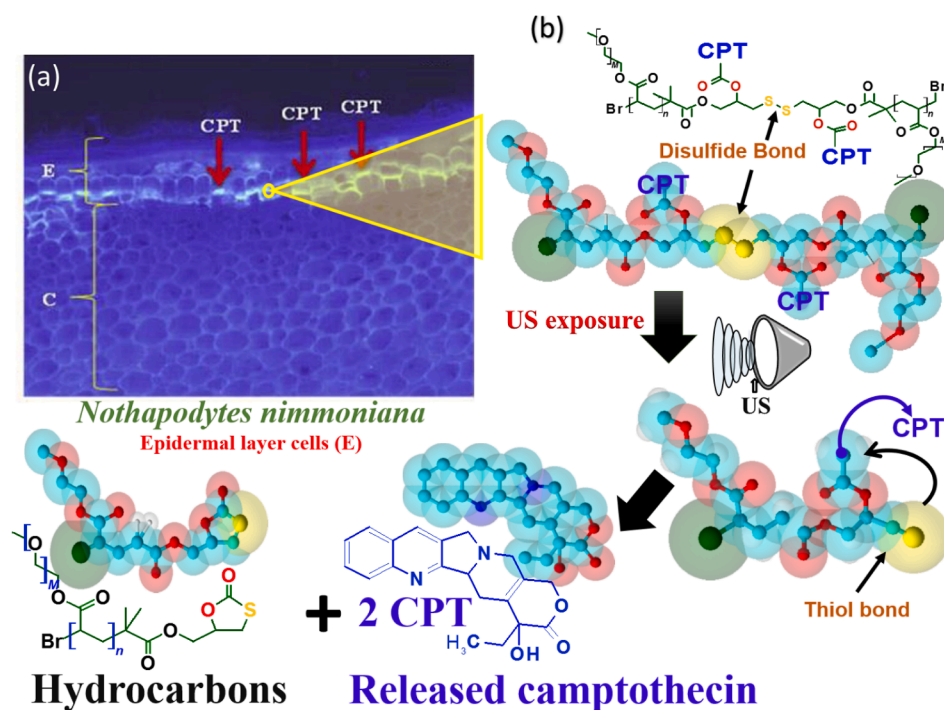 (a)
CPT
CPT
CPT
E
C
Nothapodytes nimmoniana
Epidermal layer cells (E)
(b)
CPT
O
M
O
O
Br
n
O
O
O
O
S
S
O
O
O
CPT
O
n
Br
O
O
M
O
Disulfide Bond
CPT
CPT
US exposure
US
CPT
Thiol bond
O
M
O
O
Br
n
O
O
O
O
S
+
2 CPT
N
N
O
O
H₃C
OH
Hydrocarbons
Released camptothecin